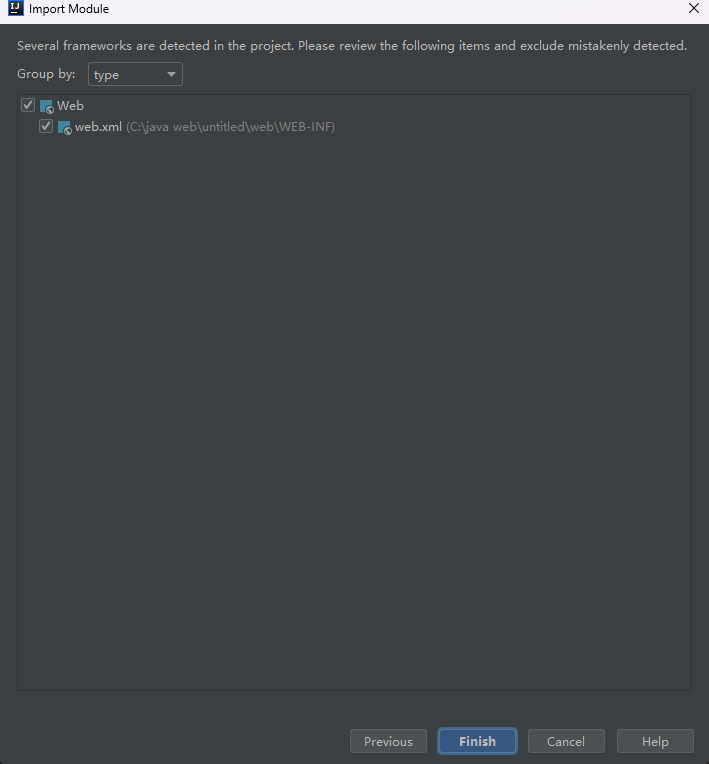 Import Module
Several frameworks are detected in the project. Please review the following items and exclude mistakenly detected.
Group by: type
Web
web.xml (C:\java web\untitled\web\WEB-INF)
Previous Finish Cancel Help